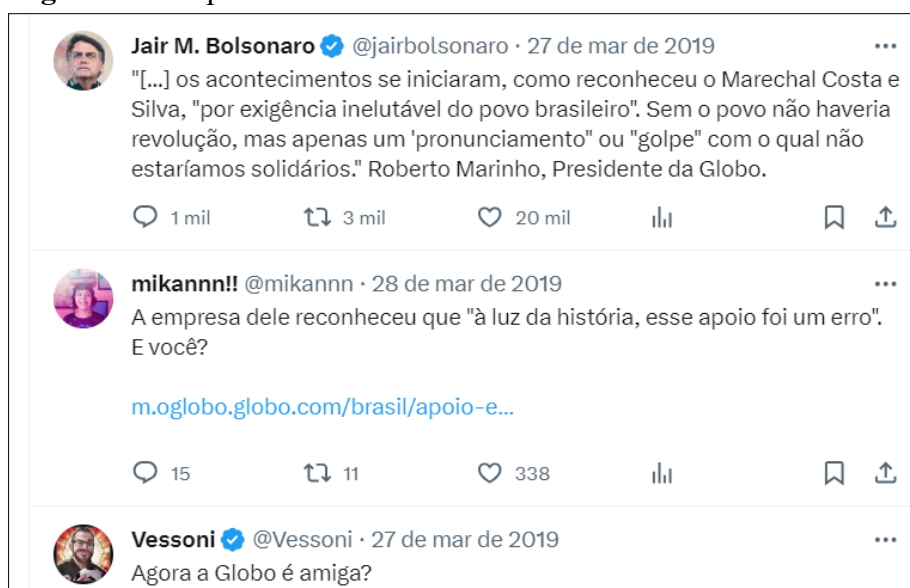 Jair M. Bolsonaro @jairbolsonaro · 27 de mar de 2019
"[...] os acontecimentos se iniciaram, como reconheceu o Marechal Costa e
Silva, "por exigência inelutável do povo brasileiro". Sem o povo não haveria
revolução, mas apenas um 'pronunciamento" ou "golpe" com o qual não
estaríamos solidários." Roberto Marinho, Presidente da Globo.
1 mil 3 mil 20 mil
mikannn!! @mikannn · 28 de mar de 2019
A empresa dele reconheceu que "à luz da história, esse apoio foi um erro".
E você?
m.oglobo.globo.com/brasil/apoio-e...
15 11 338
Vessoni @Vessoni · 27 de mar de 2019
Agora a Globo é amiga?